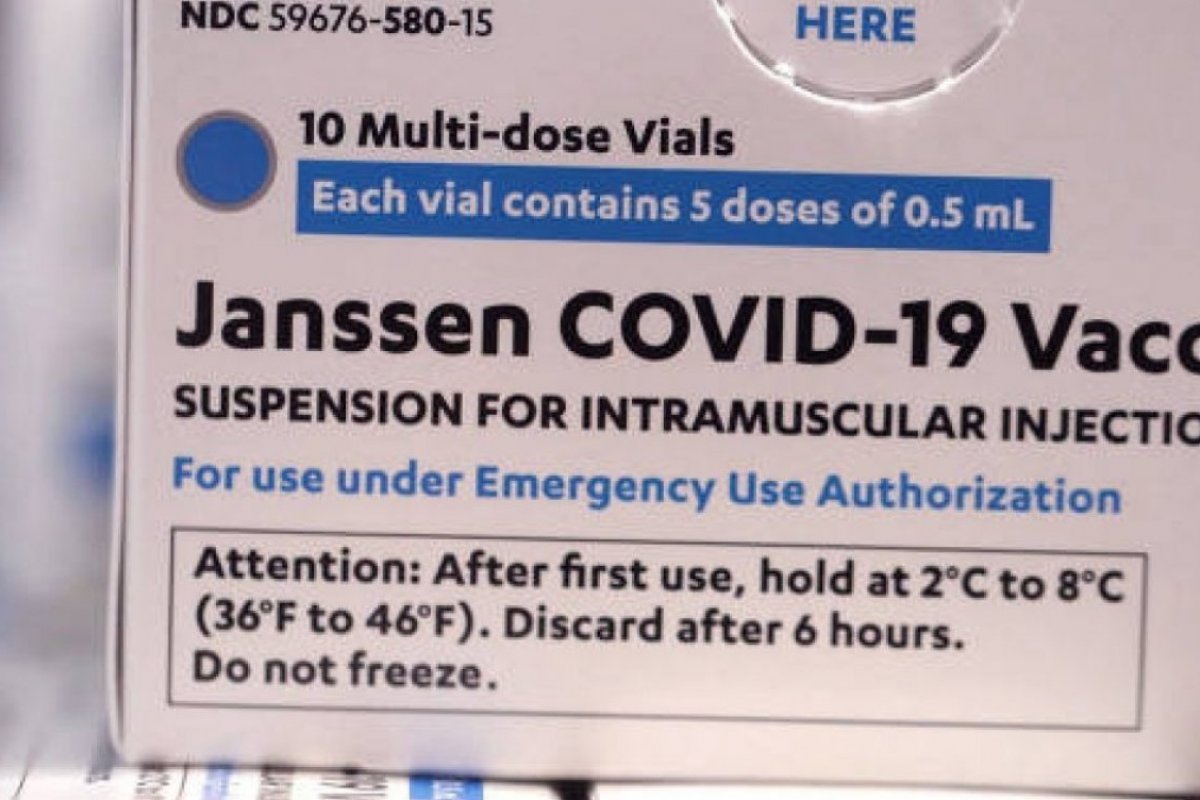 NDC 59676-580-15
HERE
10 Multi-dose Vials
Each vial contains 5 doses of 0.5 mL
Janssen COVID-19 Vacc
SUSPENSION FOR INTRAMUSCULAR INJECTIO
For use under Emergency Use Authorization
Attention: After first use, hold at 2°C to 8°C
(36°F to 46°F). Discard after 6 hours.
Do not freeze.